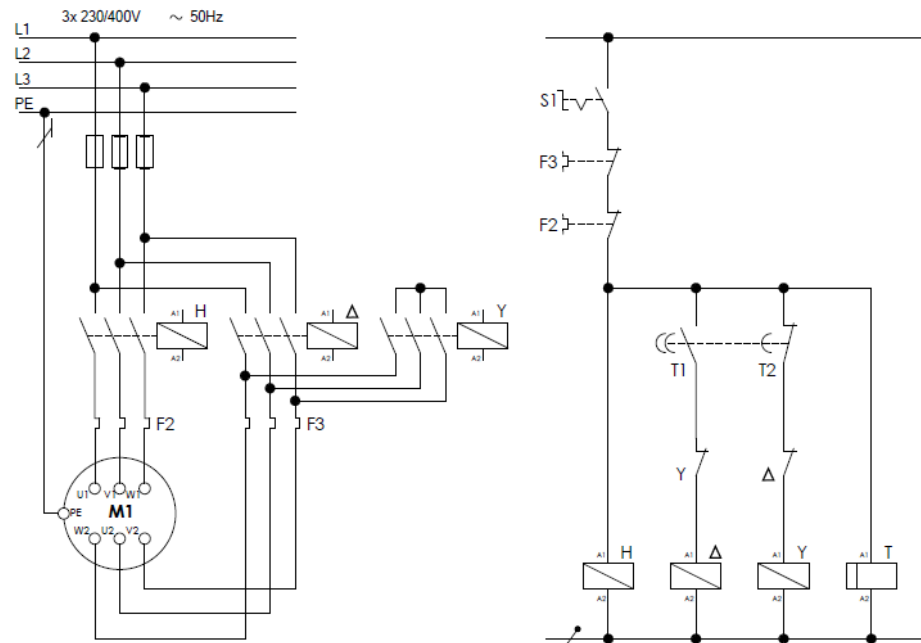 3x 230/400V ~ 50Hz
L1
L2
L3
PE
S1
F3
F2
A1 H
A2
A1 Δ
A2
A1 Y
A2
T1
T2
F2
F3
Y
Δ
U1 V1 W1
M1
PE
W2 U2 V2
A1 H
A2
A1 Δ
A2
A1 Y
A2
A1 T
A2